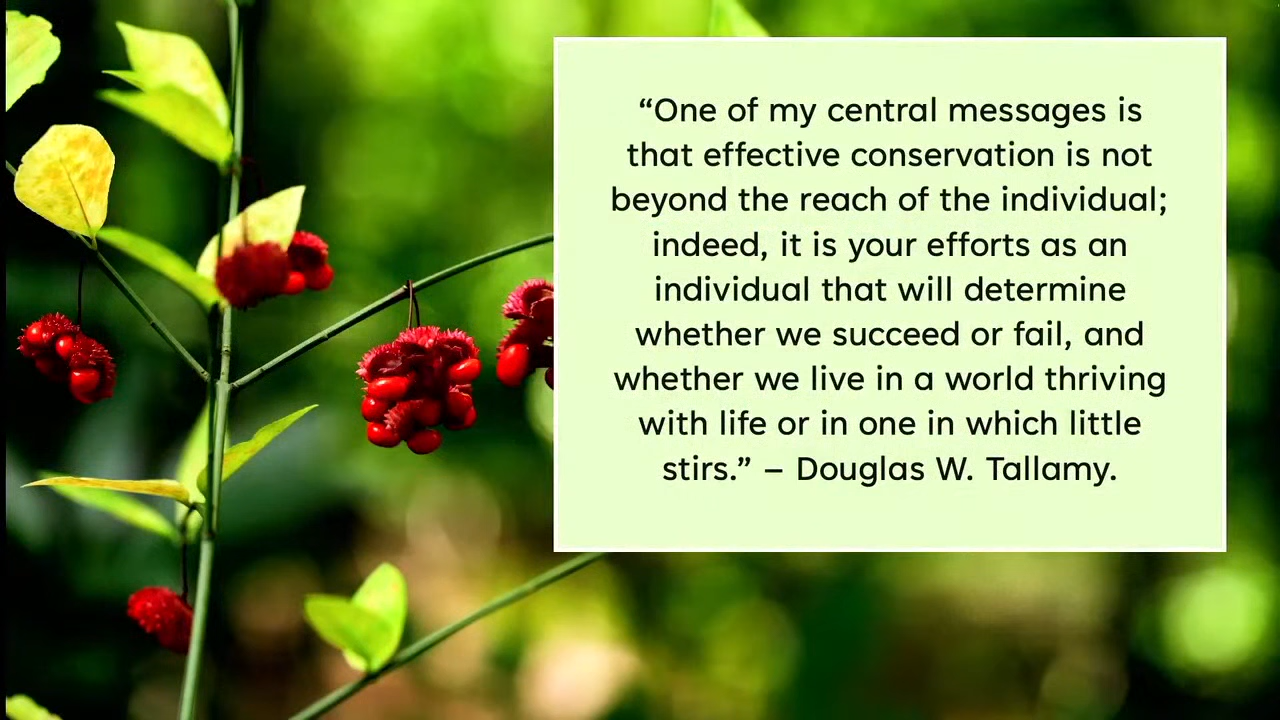 “One of my central messages is
that effective conservation is not
beyond the reach of the individual;
indeed, it is your efforts as an
individual that will determine
whether we succeed or fail, and
whether we live in a world thriving
with life or in one in which little
stirs.” – Douglas W. Tallamy.